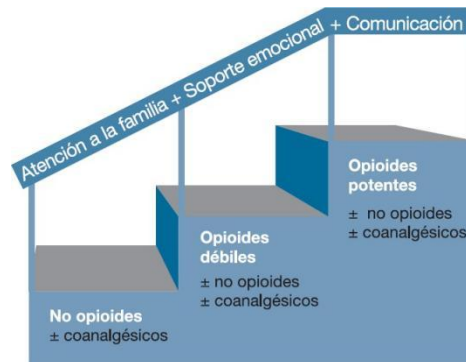 Atención a la familia + Soporte emocional + Comunicación
No opioides
± coanalgésicos
Opioides
débiles
± no opioides
± coanalgésicos
Opioides
potentes
± no opioides
± coanalgésicos